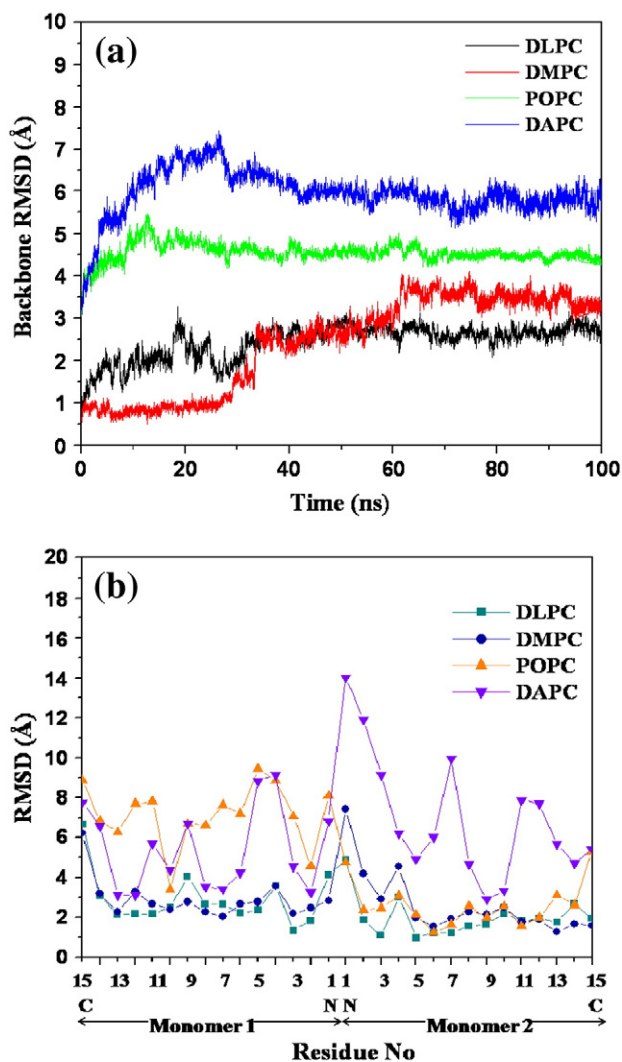 (a)
DLPC
DMPC
POPC
DAPC
10
9
8
7
6
5
4
3
2
1
0
Backbone RMSD (Å)
0 20 40 60 80 100
Time (ns)
(b)
DLPC
DMPC
POPC
DAPC
20
18
16
14
12
10
8
6
4
2
0
RMSD (Å)
15 13 11 9 7 5 3 1 1 3 5 7 9 11 13 15
C N N C
Monomer 1 Monomer 2
Residue No